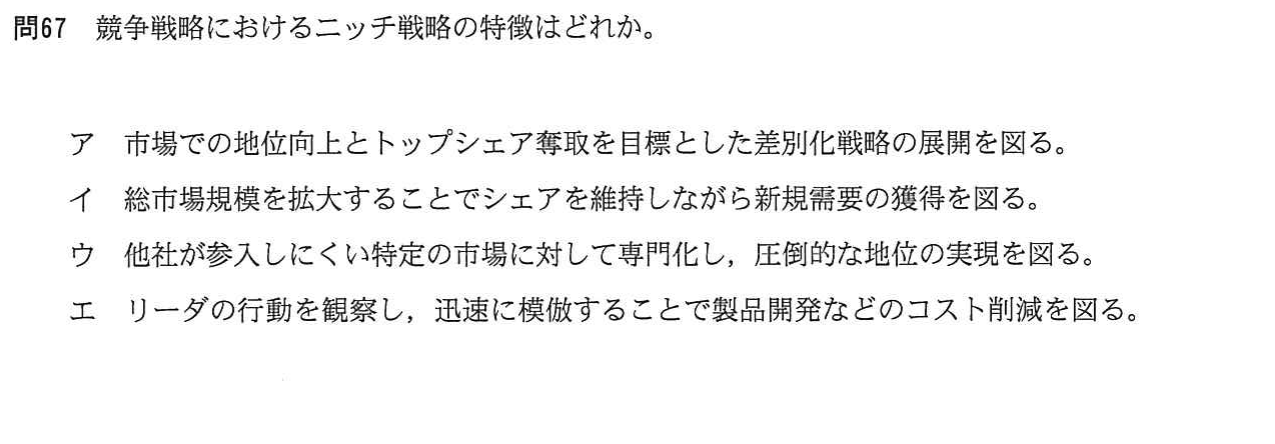 問67 競争戦略におけるニッチ戦略の特徴はどれか。
ア 市場での地位向上とトップシェア奪取を目標とした差別化戦略の展開を図る。
イ 総市場規模を拡大することでシェアを維持しながら新規需要の獲得を図る。
ウ 他社が参入しにくい特定の市場に対して専門化し，圧倒的な地位の実現を図る。
エ リーダの行動を観察し，迅速に模倣することで製品開発などのコスト削減を図る。